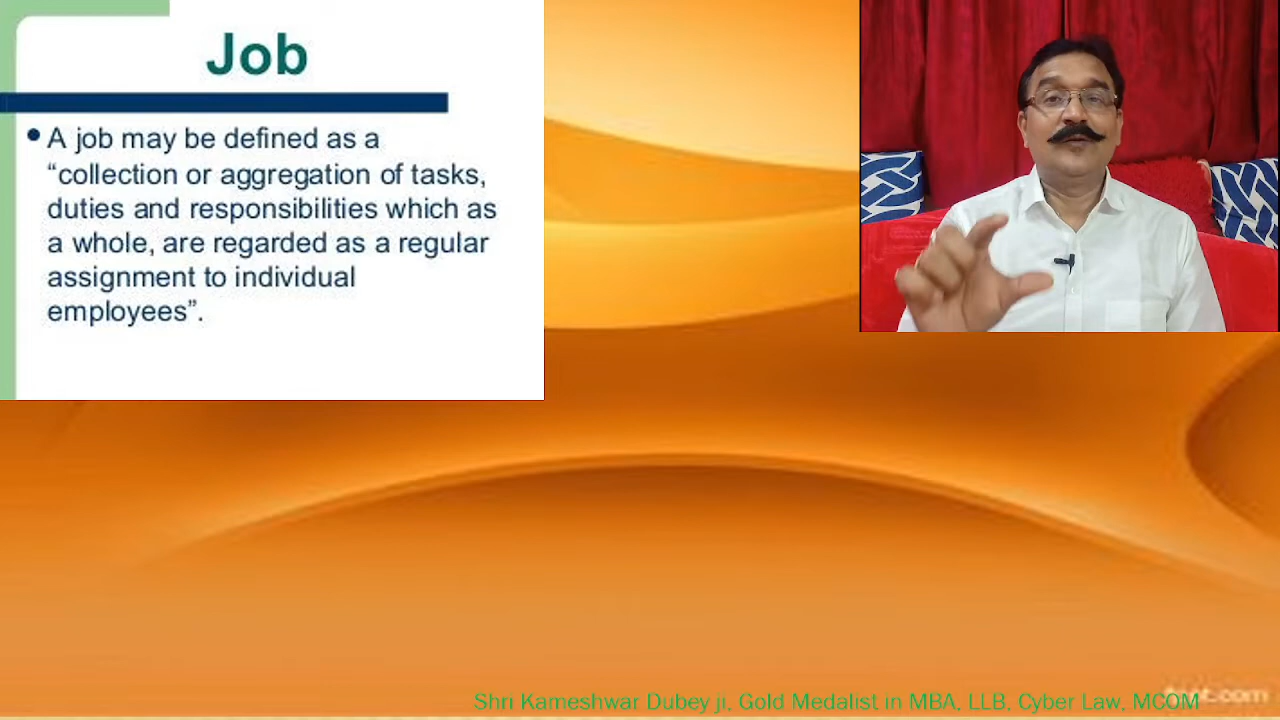 Job
A job may be defined as a
“collection or aggregation of tasks,
duties and responsibilities which as
a whole, are regarded as a regular
assignment to individual
employees”.
Shri Kameshwar Dubey ji, Gold Medalist in MBA, LLB, Cyber Law, MCOM